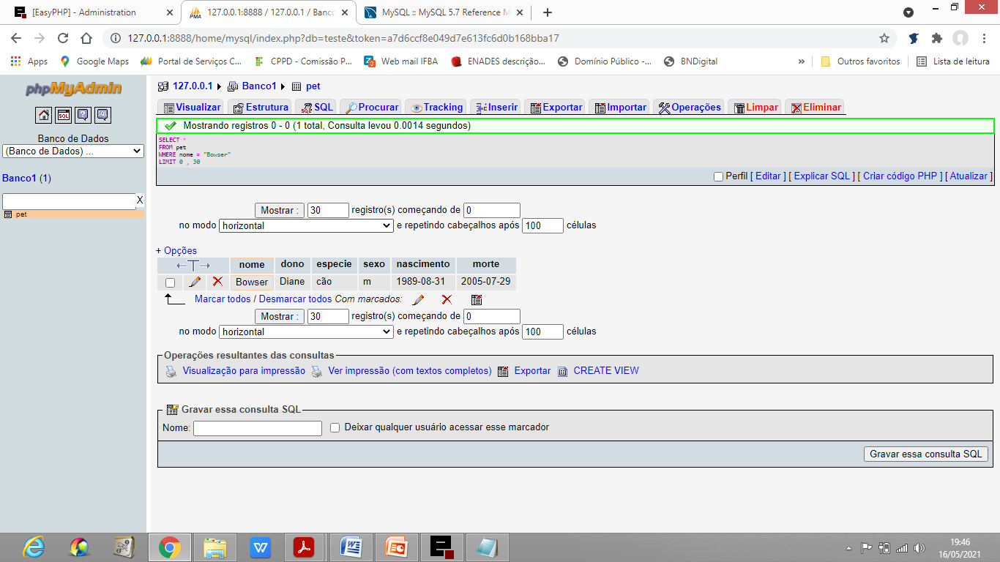 [EasyPHP] - Administration
127.0.0.1:8888 / 127.0.0.1 / Banco
MySQL :: MySQL 5.7 Reference M
127.0.0.1:8888/home/mysql/index.php?db=teste&token=a7d6ccf8e049d7e613fc6d0b168bba17
Apps
Google Maps
Portal de Serviços C...
CPPD - Comissão P...
Web mail IFBA
ENADES descrição...
Domínio Público -...
BNDigital
»
Outros favoritos
Lista de leitura
phpMyAdmin
SQL
Banco de Dados
(Banco de Dados) ...
Banco1 (1)
X
pet
127.0.0.1 ▸ Banco1 ▸ pet
Visualizar Estrutura SQL Procurar Tracking Inserir Exportar Importar Operações Limpar Eliminar
Mostrando registros 0 - 0 (1 total, Consulta levou 0.0014 segundos)
SELECT *
FROM pet
WHERE nome = "Bowser"
LIMIT 0 , 30
Perfil [ Editar ] [ Explicar SQL ] [ Criar código PHP ] [ Atualizar ]
Mostrar : 30 registro(s) começando de 0
no modo horizontal e repetindo cabeçalhos após 100 células
+ Opções
←T→ nome dono especie sexo nascimento morte
Bowser Diane cão m 1989-08-31 2005-07-29
Marcar todos / Desmarcar todos Com marcados:
Mostrar : 30 registro(s) começando de 0
no modo horizontal e repetindo cabeçalhos após 100 células
Operações resultantes das consultas
Visualização para impressão Ver impressão (com textos completos) Exportar CREATE VIEW
Gravar essa consulta SQL
Nome: Deixar qualquer usuário acessar esse marcador
Gravar essa consulta SQL
19:46
16/05/2021